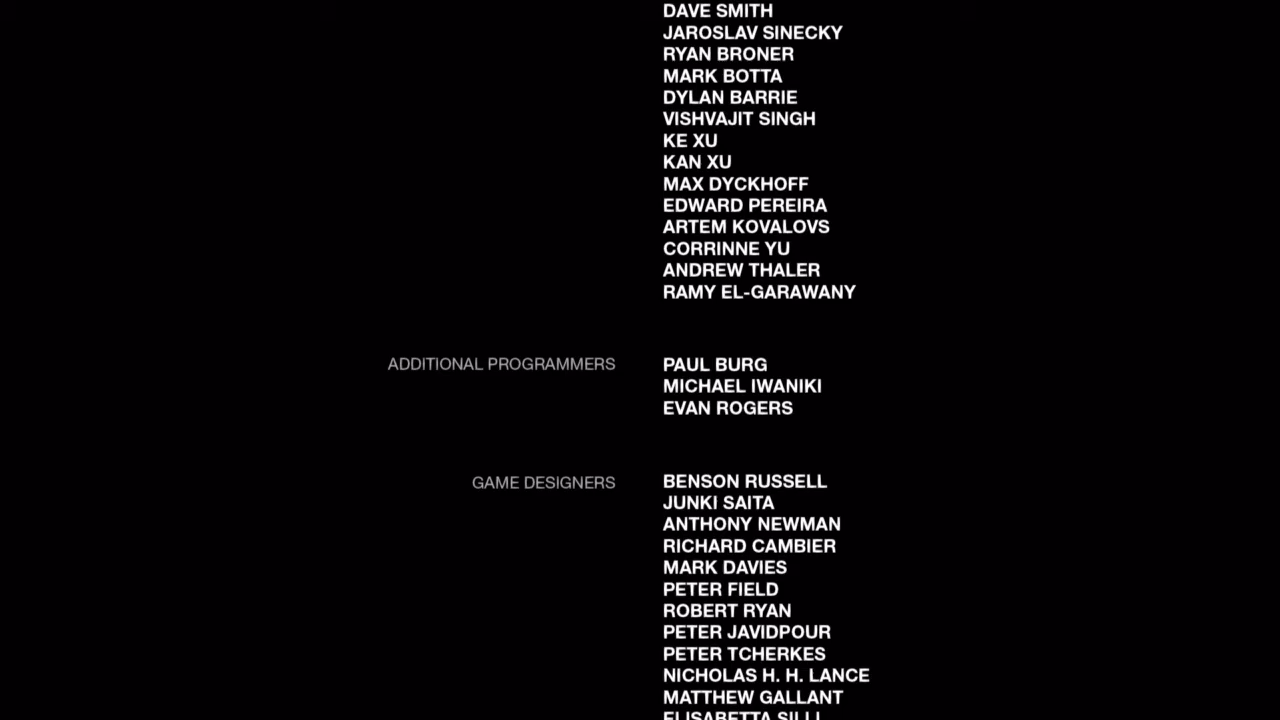 DAVE SMITH
JAROSLAV SINECKY
RYAN BRONER
MARK BOTTA
DYLAN BARRIE
VISHVAJIT SINGH
KE XU
KAN XU
MAX DYCKHOFF
EDWARD PEREIRA
ARTEM KOVALOVS
CORRINNE YU
ANDREW THALER
RAMY EL-GARAWANY
ADDITIONAL PROGRAMMERS PAUL BURG
MICHAEL IWANIKI
EVAN ROGERS
GAME DESIGNERS BENSON RUSSELL
JUNKI SAITA
ANTHONY NEWMAN
RICHARD CAMBIER
MARK DAVIES
PETER FIELD
ROBERT RYAN
PETER JAVIDPOUR
PETER TCHERKES
NICHOLAS H. H. LANCE
MATTHEW GALLANT
ELISABETTA SILLI